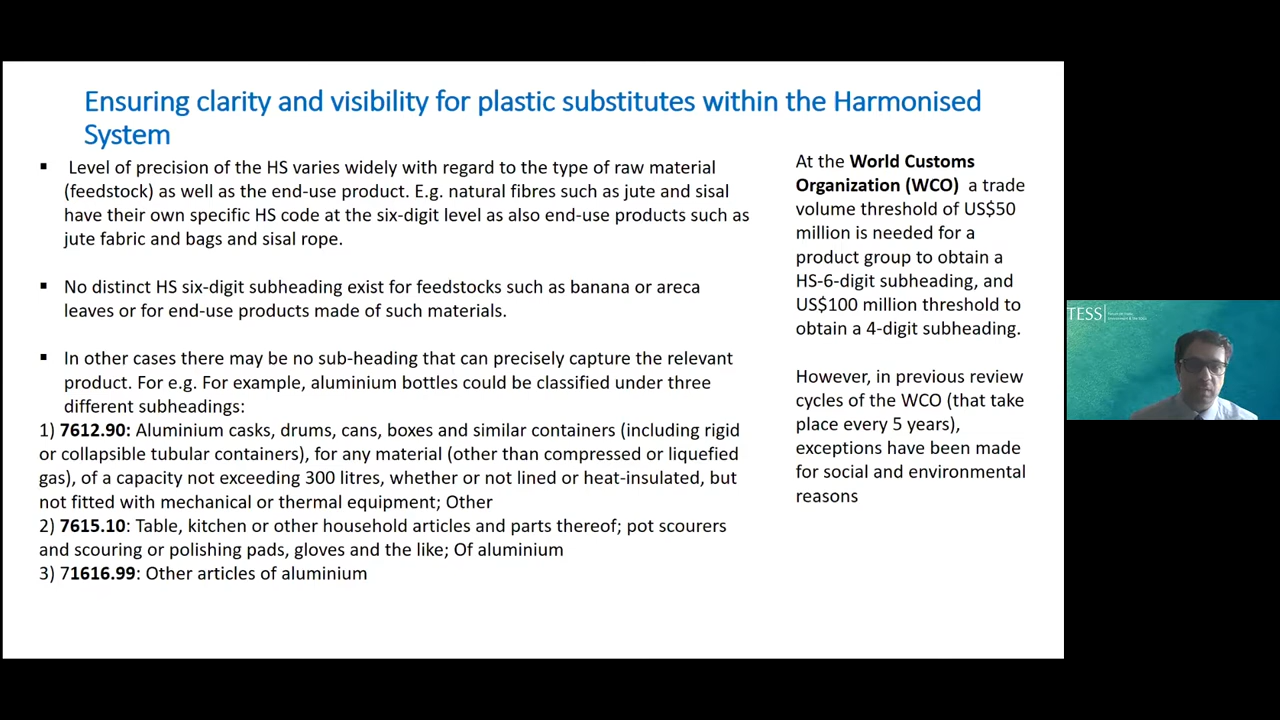 Ensuring clarity and visibility for plastic substitutes within the Harmonised
System
▪ Level of precision of the HS varies widely with regard to the type of raw material
(feedstock) as well as the end-use product. E.g. natural fibres such as jute and sisal
have their own specific HS code at the six-digit level as also end-use products such as
jute fabric and bags and sisal rope.
▪ No distinct HS six-digit subheading exist for feedstocks such as banana or areca
leaves or for end-use products made of such materials.
▪ In other cases there may be no sub-heading that can precisely capture the relevant
product. For e.g. For example, aluminium bottles could be classified under three
different subheadings:
1) 7612.90: Aluminium casks, drums, cans, boxes and similar containers (including rigid
or collapsible tubular containers), for any material (other than compressed or liquefied
gas), of a capacity not exceeding 300 litres, whether or not lined or heat-insulated, but
not fitted with mechanical or thermal equipment; Other
2) 7615.10: Table, kitchen or other household articles and parts thereof; pot scourers
and scouring or polishing pads, gloves and the like; Of aluminium
3) 71616.99: Other articles of aluminium
At the World Customs
Organization (WCO) a trade
volume threshold of US$50
million is needed for a
product group to obtain a
HS-6-digit subheading, and
US$100 million threshold to
obtain a 4-digit subheading.
However, in previous review
cycles of the WCO (that take
place every 5 years),
exceptions have been made
for social and environmental
reasons
TESS